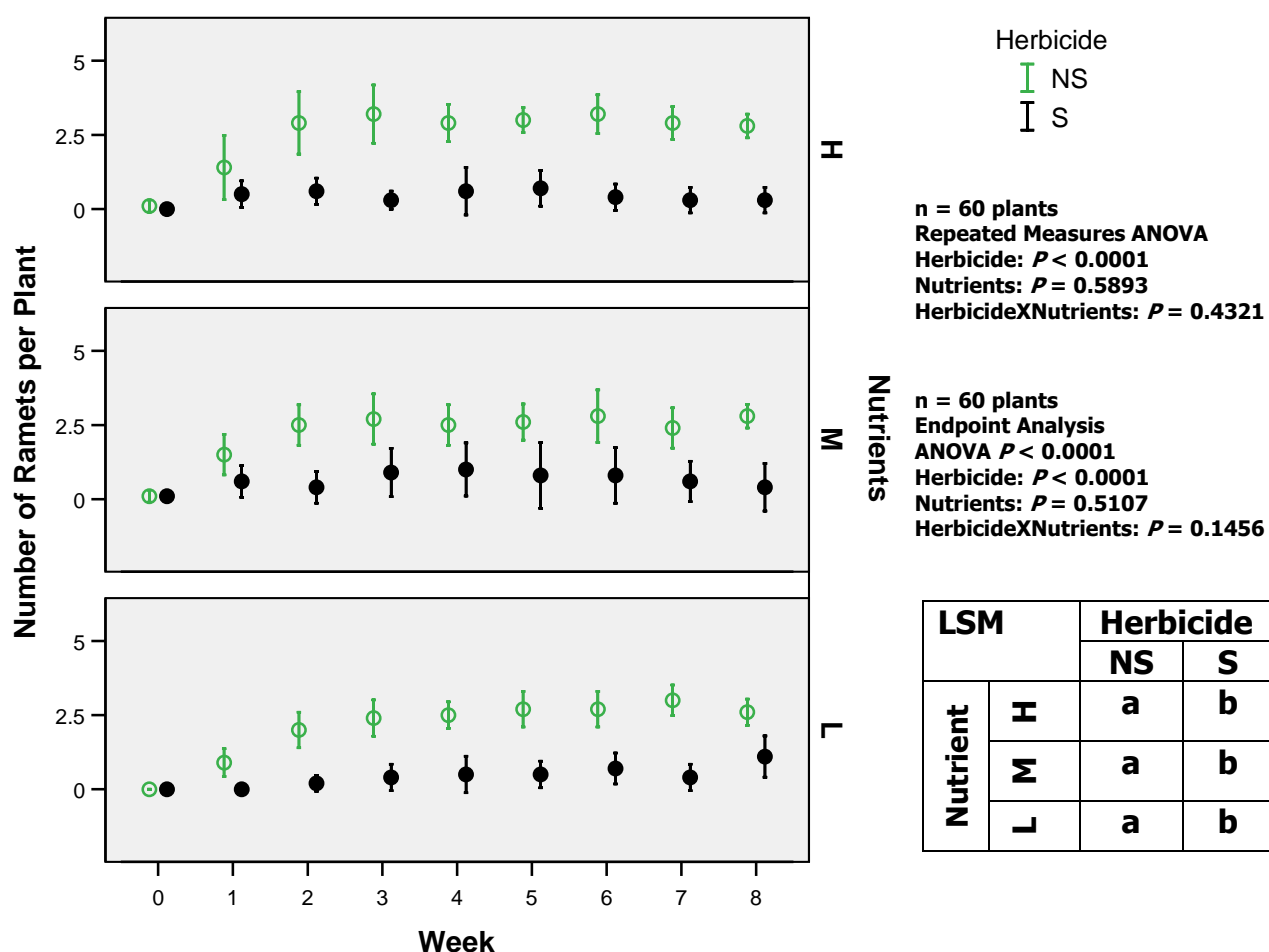 Number of Ramets per Plant
5
2.5
0
H
5
2.5
0
M
5
2.5
0
L
Nutrients
0 1 2 3 4 5 6 7 8
Week
Herbicide
NS
S
n = 60 plants
Repeated Measures ANOVA
Herbicide: P < 0.0001
Nutrients: P = 0.5893
HerbicideXNutrients: P = 0.4321
n = 60 plants
Endpoint Analysis
ANOVA P < 0.0001
Herbicide: P < 0.0001
Nutrients: P = 0.5107
HerbicideXNutrients: P = 0.1456
LSM Herbicide
NS S
Nutrient
H a b
M a b
L a b